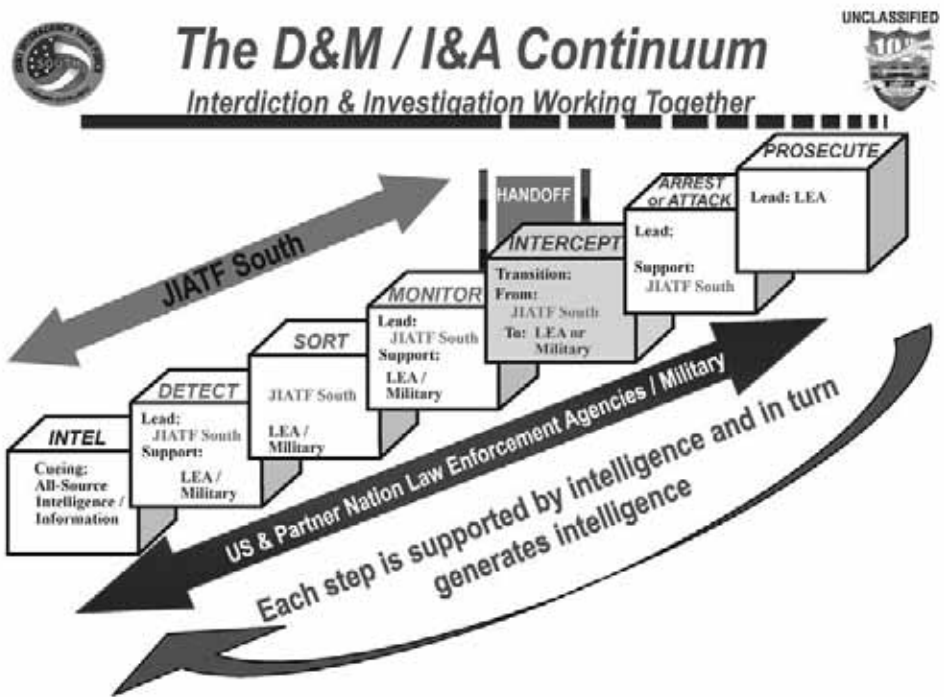 UNCLASSIFIED
The D&M / I&A Continuum
Interdiction & Investigation Working Together
PROSECUTE
Lead: LEA
ARREST
or ATTACK
Lead:
Support:
JIATF South
HANDOFF
INTERCEPT
Transition:
From:
JIATF South
To: LEA or
Military
MONITOR
Lead:
JIATF South
Support:
LEA /
Military
SORT
JIATF South
LEA /
Military
DETECT
Lead:
JIATF South
Support:
LEA /
Military
INTEL
Cueing:
All-Source
Intelligence /
Information
JIATF South
US & Partner Nation Law Enforcement Agencies / Military
Each step is supported by intelligence and in turn
generates intelligence